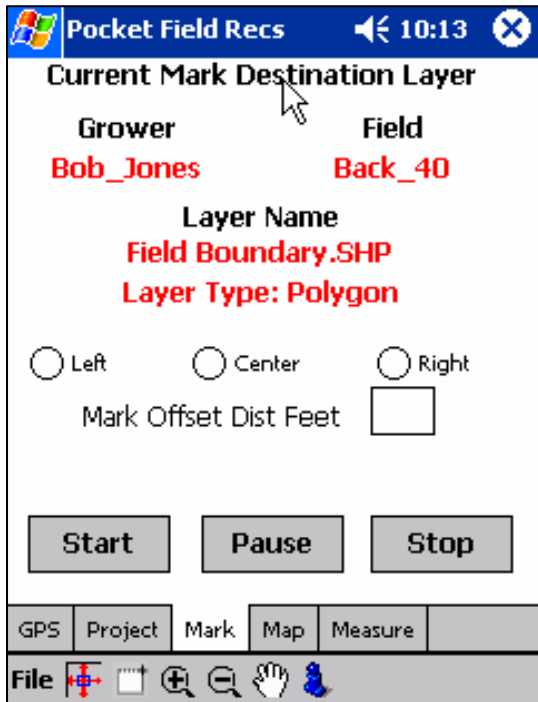 Pocket Field Recs 10:13
Current Mark Destination Layer
Grower Field
Bob_Jones Back_40
Layer Name
Field Boundary.SHP
Layer Type: Polygon
Left Center Right
Mark Offset Dist Feet
Start Pause Stop
GPS Project Mark Map Measure
File